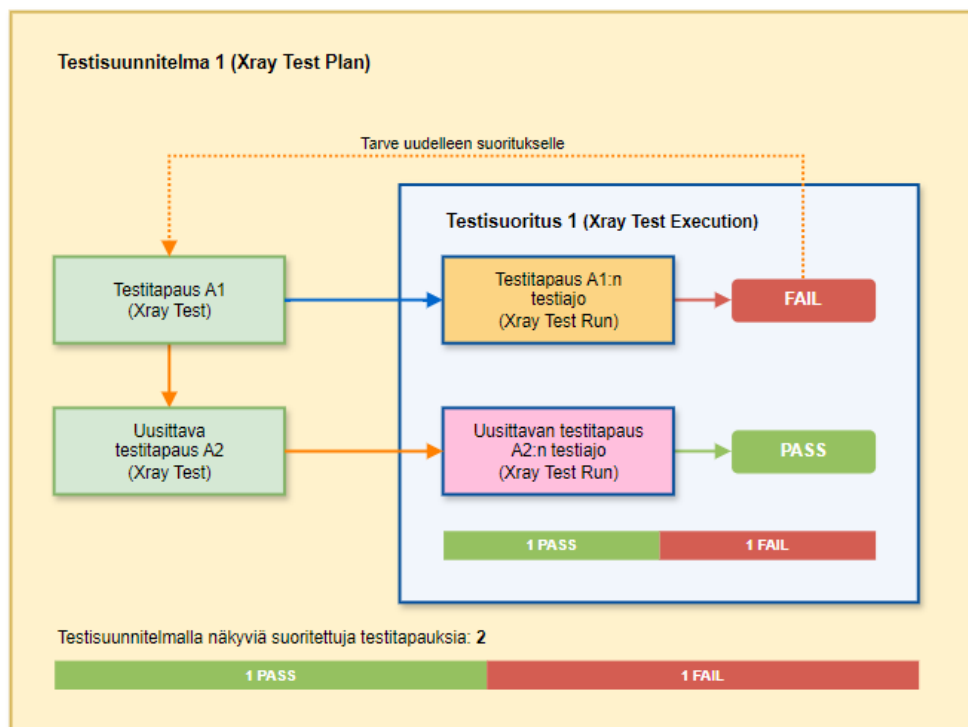 Testisuunnitelma 1 (Xray Test Plan)
Tarve uudelleen suoritukselle
Testisuoritus 1 (Xray Test Execution)
Testitapaus A1
(Xray Test)
Testitapaus A1:n
testiajo
(Xray Test Run)
FAIL
Uusittava
testitapaus A2
(Xray Test)
Uusittavan testitapaus
A2:n testiajo
(Xray Test Run)
PASS
1 PASS
1 FAIL
Testisuunnitelmalla näkyviä suoritettuja testitapauksia: 2
1 PASS
1 FAIL